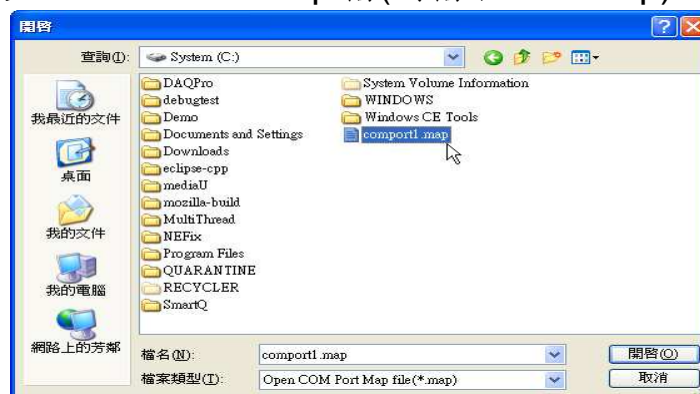 開啓
查詢(I):
System (C:)
我最近的文件
桌面
我的文件
我的電腦
網路上的芳鄰
DAQPro
debugtest
Demo
Documents and Settings
Downloads
eclipse-cpp
mediaU
mozilla-build
MultiThread
NEFix
Program Files
QUARANTINE
RECYCLER
SmartQ
System Volume Information
WINDOWS
Windows CE Tools
comport1.map
檔名(N):
comport1.map
開啓(O)
檔案類型(T):
Open COM Port Map file(*.map)
取消